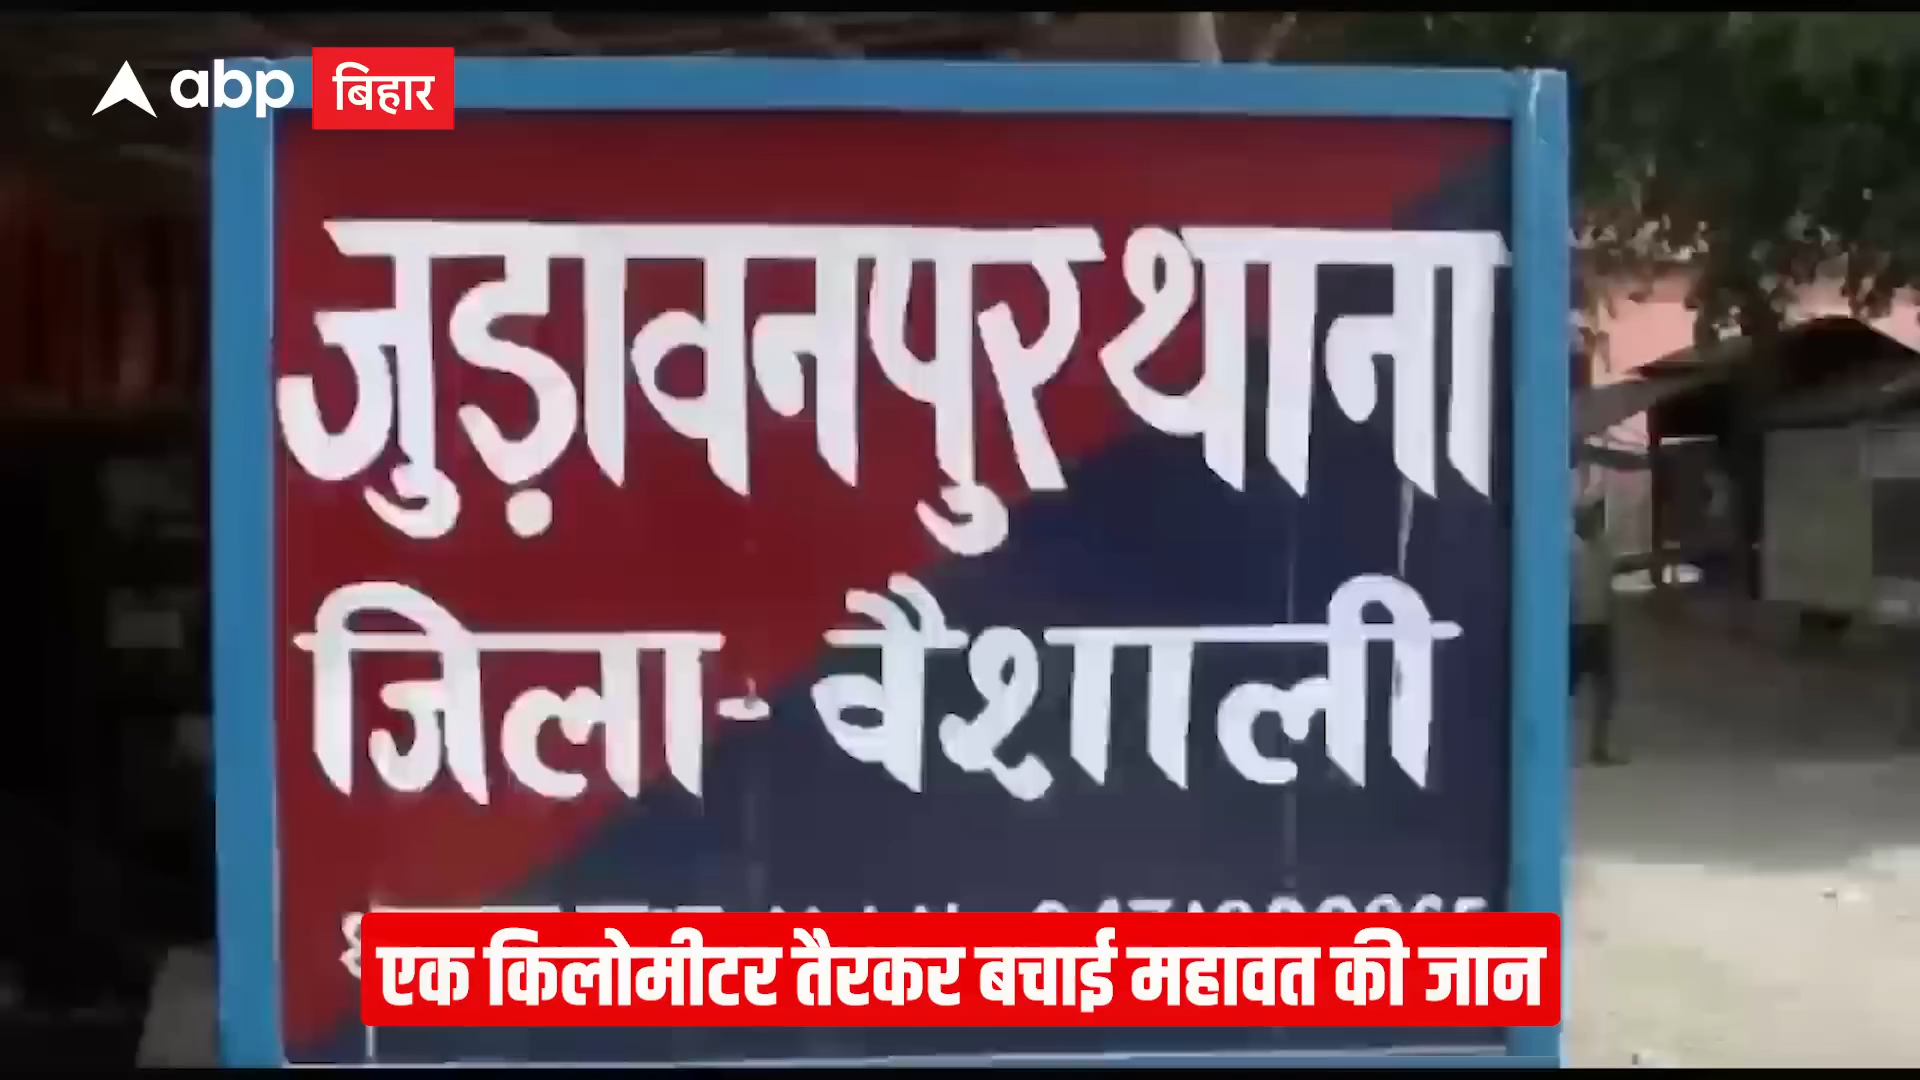 abp बिहार
जुड़ावनपुर थाना
जिला- वैशाली
एक किलोमीटर तैरकर बचाई महावत की जान